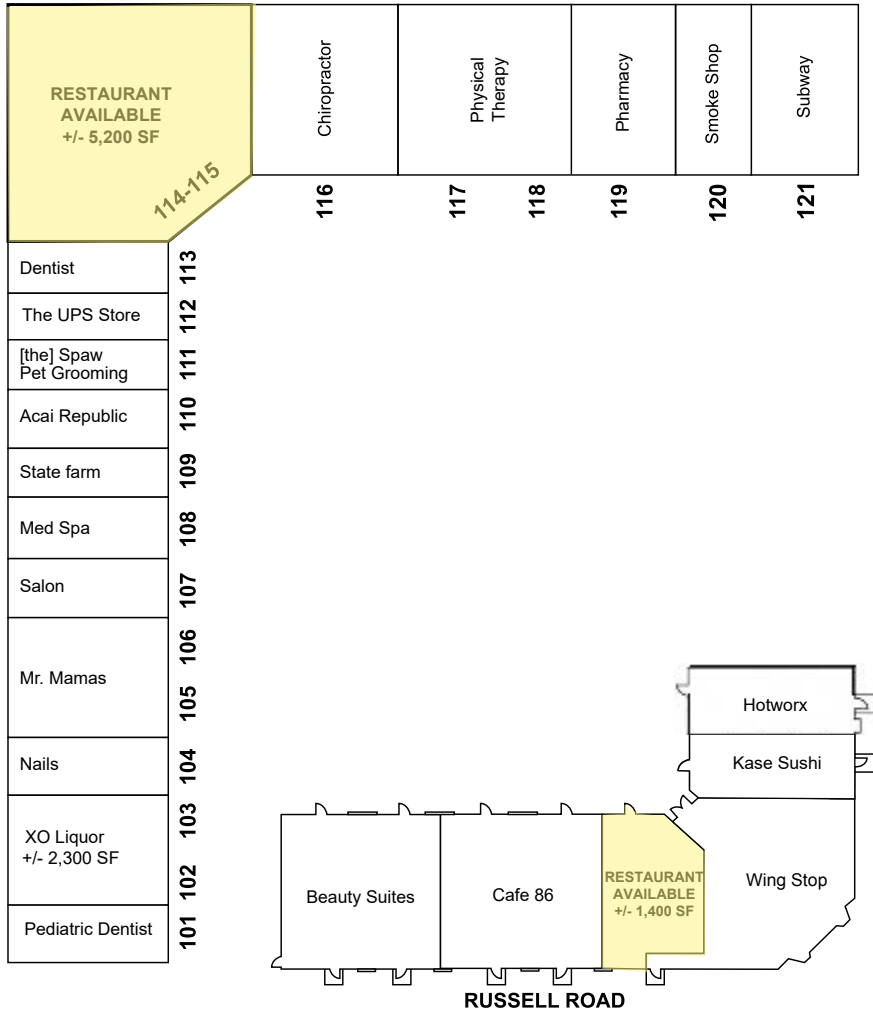 RESTAURANT
AVAILABLE
+/- 5,200 SF
114-115
Chiropractor
Physical
Therapy
Pharmacy
Smoke Shop
Subway
116
117
118
119
120
121
Dentist
113
The UPS Store
112
[the] Spaw
Pet Grooming
111
Acai Republic
110
State farm
109
Med Spa
108
Salon
107
Mr. Mamas
106
105
Nails
104
XO Liquor
+/- 2,300 SF
103
102
Pediatric Dentist
101
Hotworx
Kase Sushi
Wing Stop
Beauty Suites
Cafe 86
RESTAURANT
AVAILABLE
+/- 1,400 SF
RUSSELL ROAD